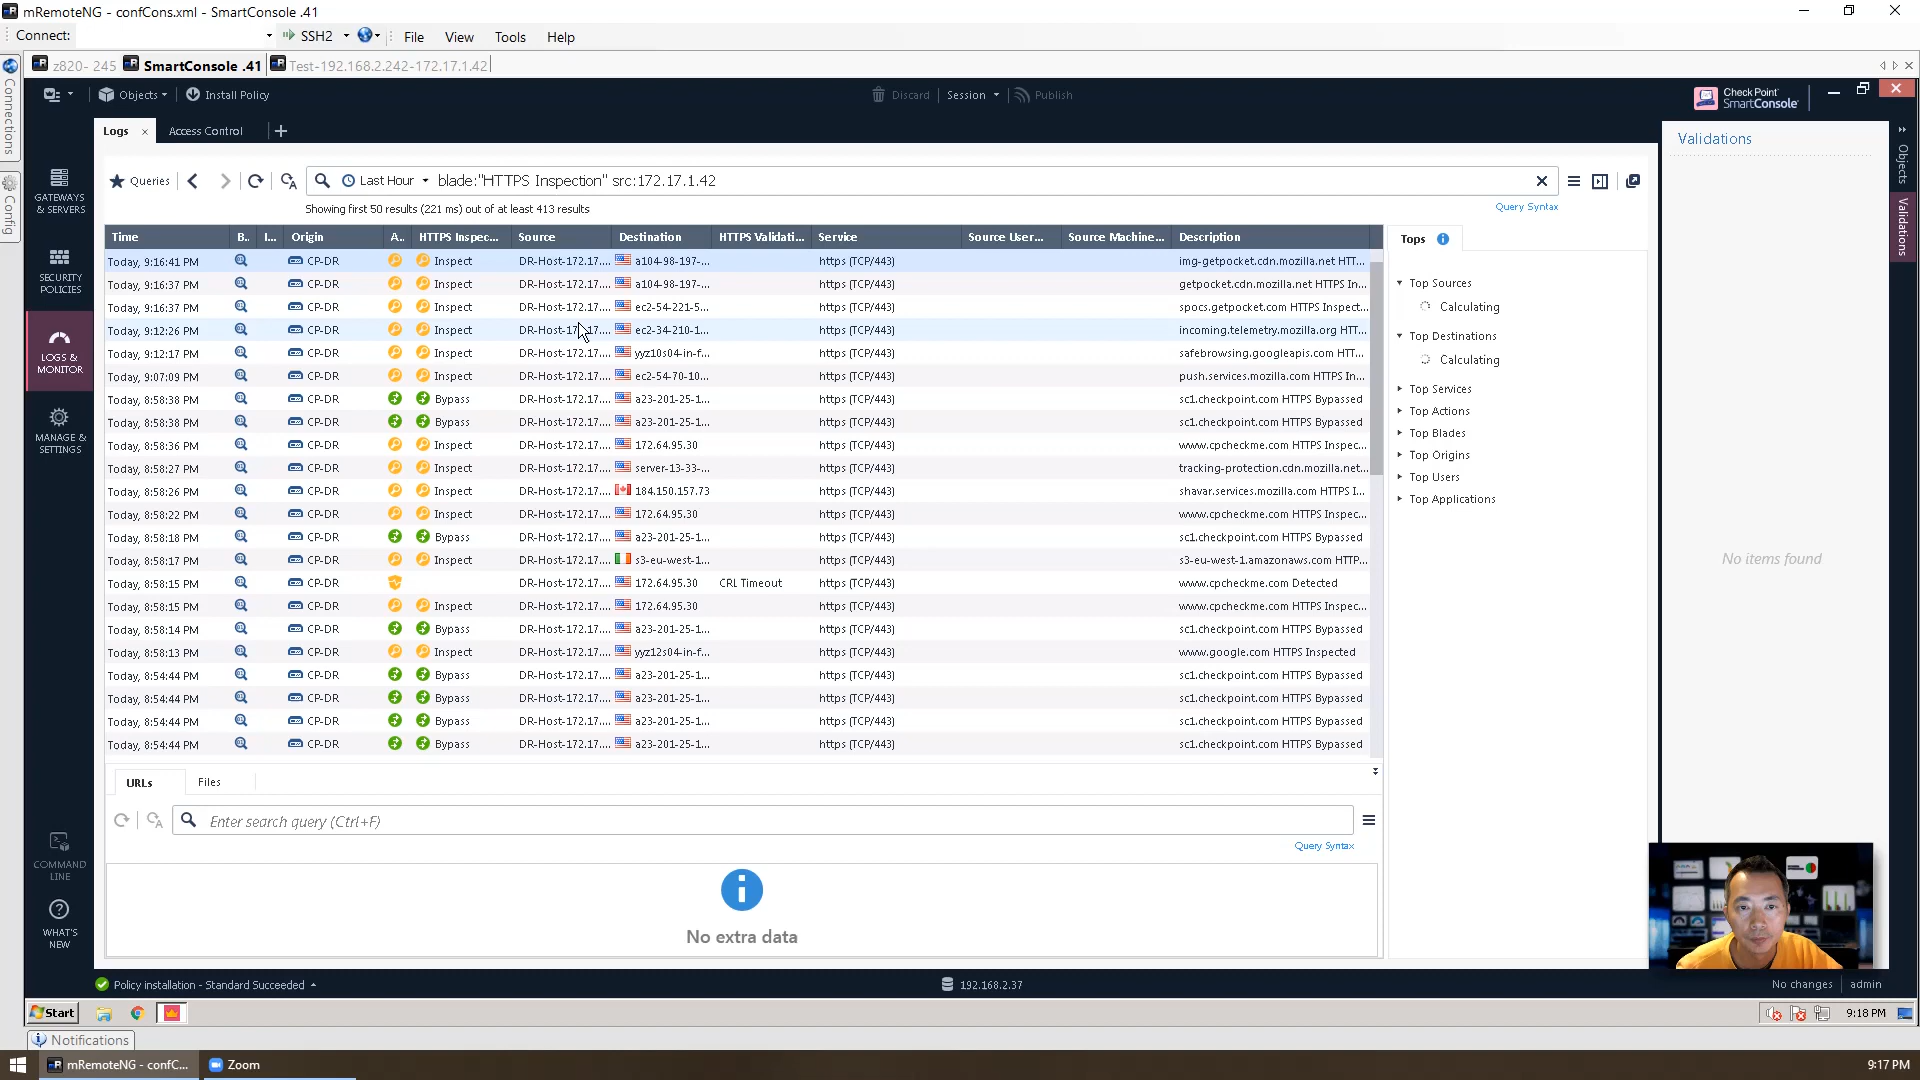 mRemoteNG - confCons.xml - SmartConsole .41
Connect: SSH2 File View Tools Help
z820- 245 SmartConsole .41 Test-192.168.2.242-172.17.1.42
Connections
Config
Objects Install Policy Discard Session Publish Check Point SmartConsole
Logs Access Control
Validations
Objects
Validations
GATEWAYS & SERVERS
SECURITY POLICIES
LOGS & MONITOR
MANAGE & SETTINGS
COMMAND LINE
WHAT'S NEW
Queries Last Hour blade:"HTTPS Inspection" src:172.17.1.42
Showing first 50 results (221 ms) out of at least 413 results Query Syntax
Time B.. I... Origin A.. HTTPS Inspec... Source Destination HTTPS Validati... Service Source User... Source Machine... Description
Today, 9:16:41 PM CP-DR Inspect DR-Host-172.17.... a104-98-197-... https (TCP/443) img-getpocket.cdn.mozilla.net HTT...
Today, 9:16:37 PM CP-DR Inspect DR-Host-172.17.... a104-98-197-... https (TCP/443) getpocket.cdn.mozilla.net HTTPS In...
Today, 9:16:37 PM CP-DR Inspect DR-Host-172.17.... ec2-54-221-5... https (TCP/443) spocs.getpocket.com HTTPS Inspect...
Today, 9:12:26 PM CP-DR Inspect DR-Host-172.17.... ec2-34-210-1... https (TCP/443) incoming.telemetry.mozilla.org HTT...
Today, 9:12:17 PM CP-DR Inspect DR-Host-172.17.... yyz10s04-in-f... https (TCP/443) safebrowsing.googleapis.com HTT...
Today, 9:07:09 PM CP-DR Inspect DR-Host-172.17.... ec2-54-70-10... https (TCP/443) push.services.mozilla.com HTTPS In...
Today, 8:58:38 PM CP-DR Bypass DR-Host-172.17.... a23-201-25-1... https (TCP/443) sc1.checkpoint.com HTTPS Bypassed
Today, 8:58:38 PM CP-DR Bypass DR-Host-172.17.... a23-201-25-1... https (TCP/443) sc1.checkpoint.com HTTPS Bypassed
Today, 8:58:36 PM CP-DR Inspect DR-Host-172.17.... 172.64.95.30 https (TCP/443) www.cpcheckme.com HTTPS Inspec...
Today, 8:58:27 PM CP-DR Inspect DR-Host-172.17.... server-13-33-... https (TCP/443) tracking-protection.cdn.mozilla.net...
Today, 8:58:26 PM CP-DR Inspect DR-Host-172.17.... 184.150.157.73 https (TCP/443) shavar.services.mozilla.com HTTPS I...
Today, 8:58:22 PM CP-DR Inspect DR-Host-172.17.... 172.64.95.30 https (TCP/443) www.cpcheckme.com HTTPS Inspec...
Today, 8:58:18 PM CP-DR Bypass DR-Host-172.17.... a23-201-25-1... https (TCP/443) sc1.checkpoint.com HTTPS Bypassed
Today, 8:58:17 PM CP-DR Inspect DR-Host-172.17.... s3-eu-west-1... https (TCP/443) s3-eu-west-1.amazonaws.com HTTP...
Today, 8:58:15 PM CP-DR DR-Host-172.17.... 172.64.95.30 CRL Timeout https (TCP/443) www.cpcheckme.com Detected
Today, 8:58:15 PM CP-DR Inspect DR-Host-172.17.... 172.64.95.30 https (TCP/443) www.cpcheckme.com HTTPS Inspec...
Today, 8:58:14 PM CP-DR Bypass DR-Host-172.17.... a23-201-25-1... https (TCP/443) sc1.checkpoint.com HTTPS Bypassed
Today, 8:58:13 PM CP-DR Inspect DR-Host-172.17.... yyz12s04-in-f... https (TCP/443) www.google.com HTTPS Inspected
Today, 8:54:44 PM CP-DR Bypass DR-Host-172.17.... a23-201-25-1... https (TCP/443) sc1.checkpoint.com HTTPS Bypassed
Today, 8:54:44 PM CP-DR Bypass DR-Host-172.17.... a23-201-25-1... https (TCP/443) sc1.checkpoint.com HTTPS Bypassed
Today, 8:54:44 PM CP-DR Bypass DR-Host-172.17.... a23-201-25-1... https (TCP/443) sc1.checkpoint.com HTTPS Bypassed
Today, 8:54:44 PM CP-DR Bypass DR-Host-172.17.... a23-201-25-1... https (TCP/443) sc1.checkpoint.com HTTPS Bypassed
Tops
Top Sources
Calculating
Top Destinations
Calculating
Top Services
Top Actions
Top Blades
Top Origins
Top Users
Top Applications
No items found
URLs Files
Enter search query (Ctrl+F)
Query Syntax
No extra data
Policy installation - Standard Succeeded 192.168.2.37 No changes admin
Start 9:18 PM
Notifications
mRemoteNG - confC... Zoom 9:17 PM